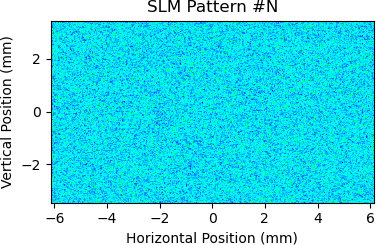 SLM Pattern #N
Vertical Position (mm)
2
0
−2
−6 −4 −2 0 2 4 6
Horizontal Position (mm)